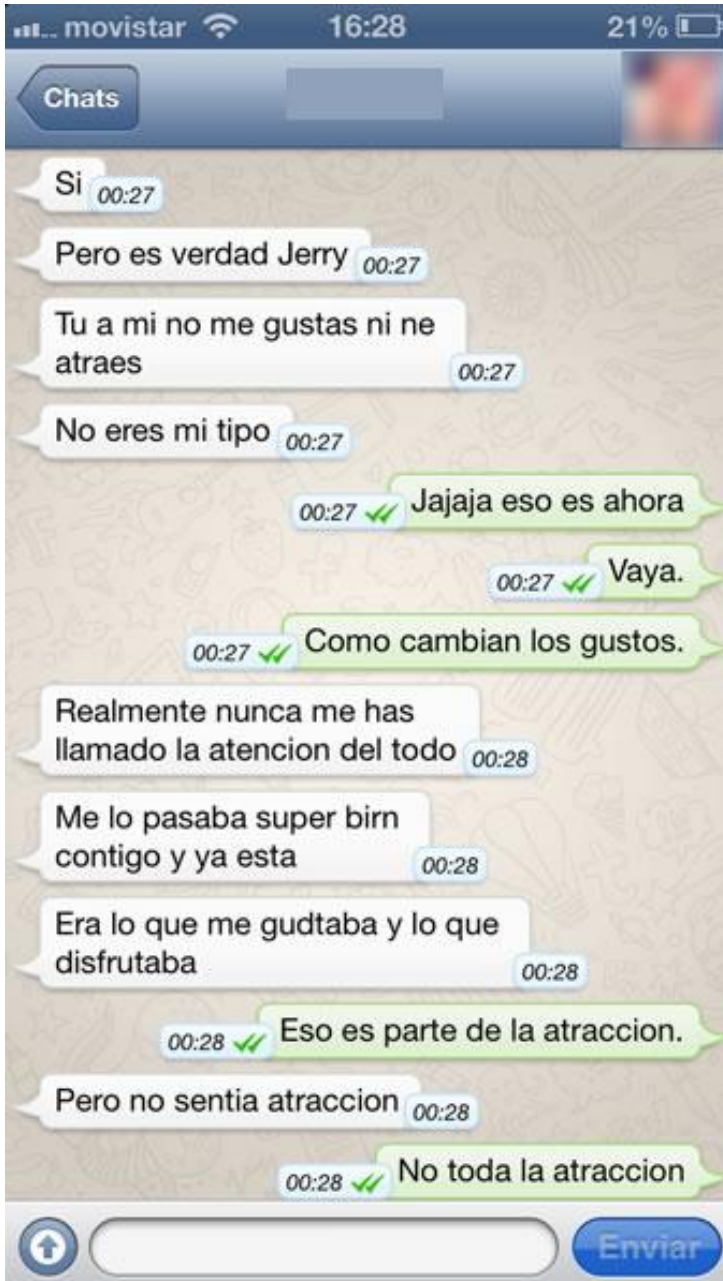 movistar 16:28 21%
Chats
Si 00:27
Pero es verdad Jerry 00:27
Tu a mi no me gustas ni ne
atraes 00:27
No eres mi tipo 00:27
00:27 Jajaja eso es ahora
00:27 Vaya.
00:27 Como cambian los gustos.
Realmente nunca me has
llamado la atencion del todo 00:28
Me lo pasaba super birn
contigo y ya esta 00:28
Era lo que me gudtaba y lo que
disfrutaba 00:28
00:28 Eso es parte de la atraccion.
Pero no sentia atraccion 00:28
00:28 No toda la atraccion
Enviar